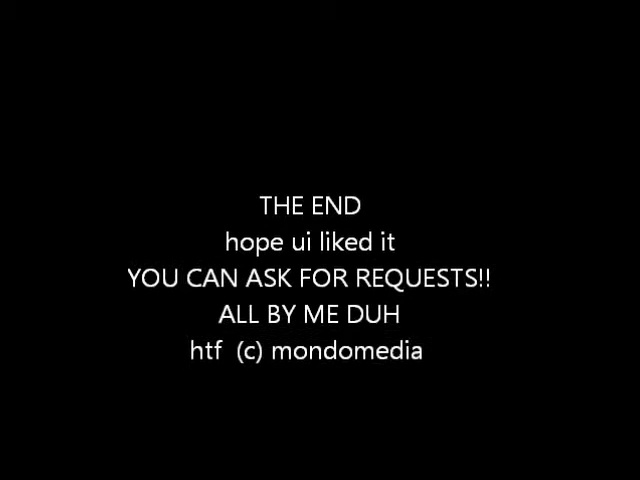 THE END
hope ui liked it
YOU CAN ASK FOR REQUESTS!!
ALL BY ME DUH
htf (c) mondomedia